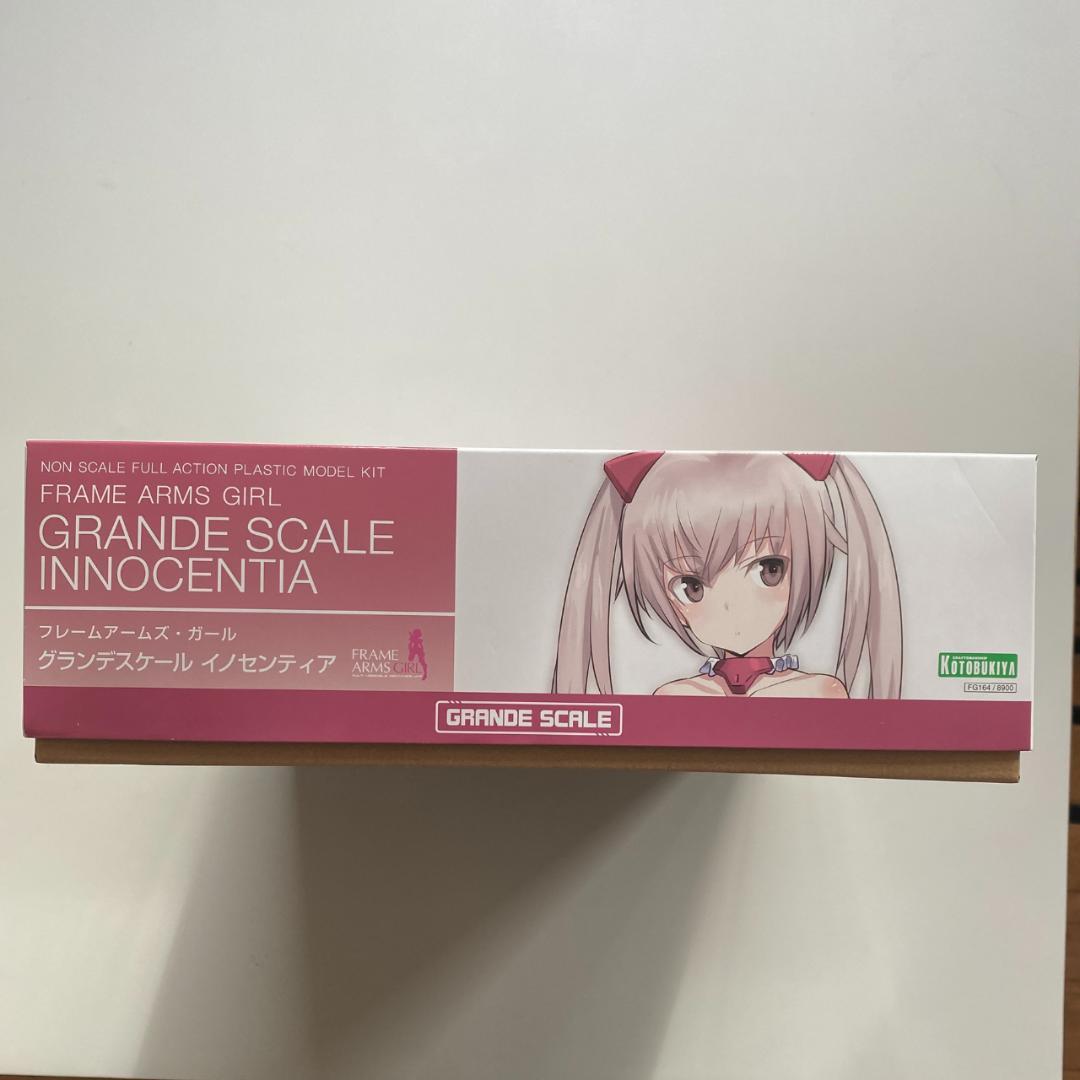 NON SCALE FULL ACTION PLASTIC MODEL KIT
FRAME ARMS GIRL
GRANDE SCALE
INNOCENTIA
フレームアームズ・ガール
グランデスケール イノセンティア
FRAME
ARMS GIRL
GRANDE SCALE
KOTOBUKIYA
FG164 / 8900
1